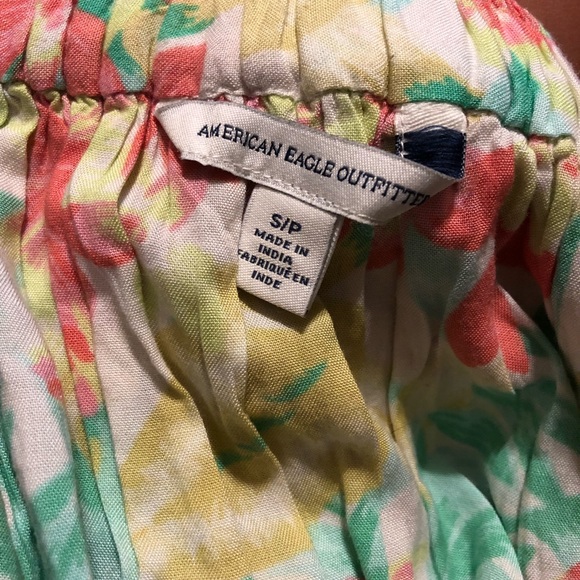 AMERICAN EAGLE OUTFITTE
S/P
MADE IN
INDIA
FABRIQUÉ EN
INDE